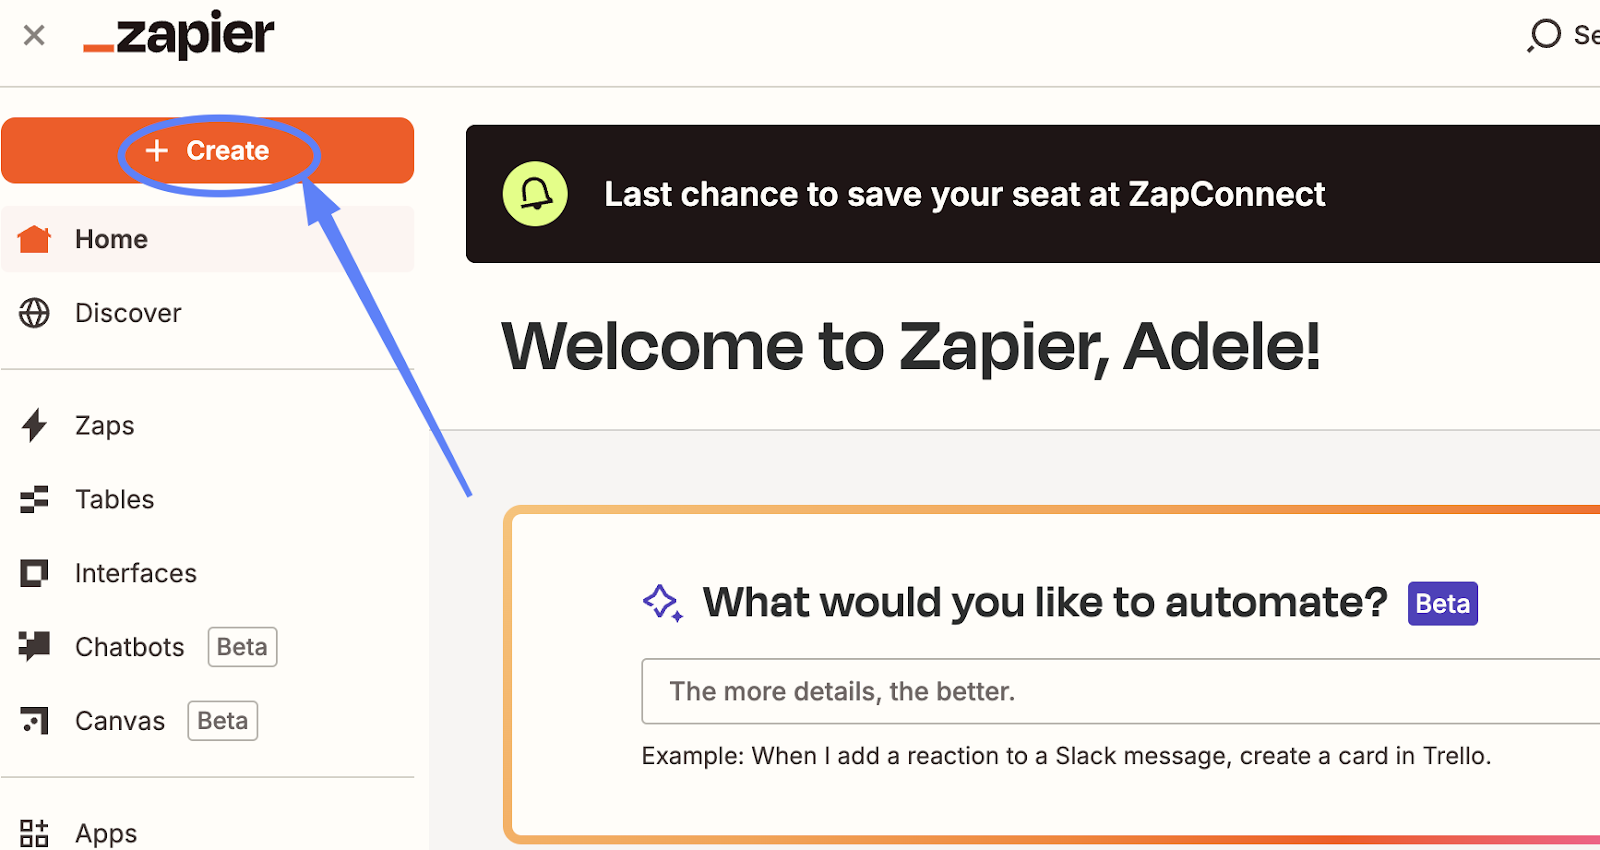 zapier
Create
Home
Discover
Zaps
Tables
Interfaces
Chatbots Beta
Canvas Beta
Apps
Last chance to save your seat at ZapConnect
Welcome to Zapier, Adele!
What would you like to automate? Beta
The more details, the better.
Example: When I add a reaction to a Slack message, create a card in Trello.